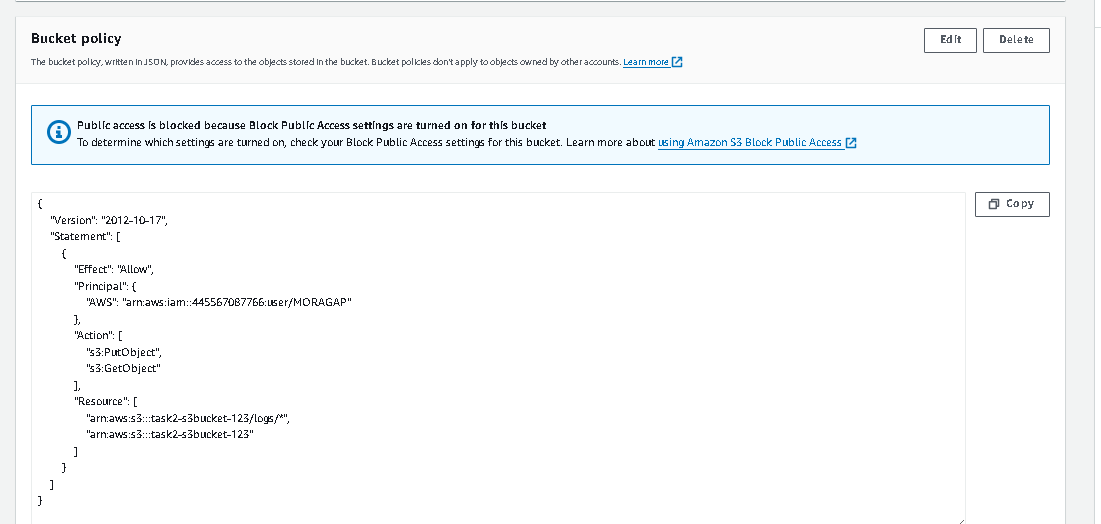 Bucket policy
Edit
Delete
The bucket policy, written in JSON, provides access to the objects stored in the bucket. Bucket policies don't apply to objects owned by other accounts. Learn more
Public access is blocked because Block Public Access settings are turned on for this bucket
To determine which settings are turned on, check your Block Public Access settings for this bucket. Learn more about using Amazon S3 Block Public Access
Copy
{
"Version": "2012-10-17",
"Statement": [
{
"Effect": "Allow",
"Principal": {
"AWS": "arn:aws:iam::445567087766:user/MORAGAP"
},
"Action": [
"s3:PutObject",
"s3:GetObject"
],
"Resource": [
"arn:aws:s3:::task2-s3bucket-123/logs/*",
"arn:aws:s3:::task2-s3bucket-123"
]
}
]
}